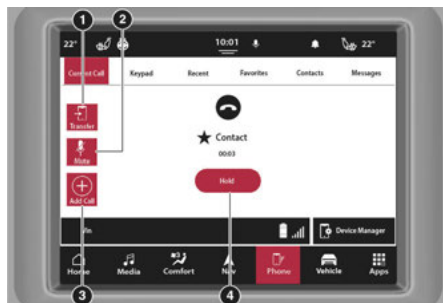 1
2
22°
10:01
22°
Current Call
Keypad
Recent
Favorites
Contacts
Messages
Transfer
Contact
00:03
Mute
Hold
Add Call
Device Manager
Home
Media
Comfort
Nav
Phone
Vehicle
Apps
3
4